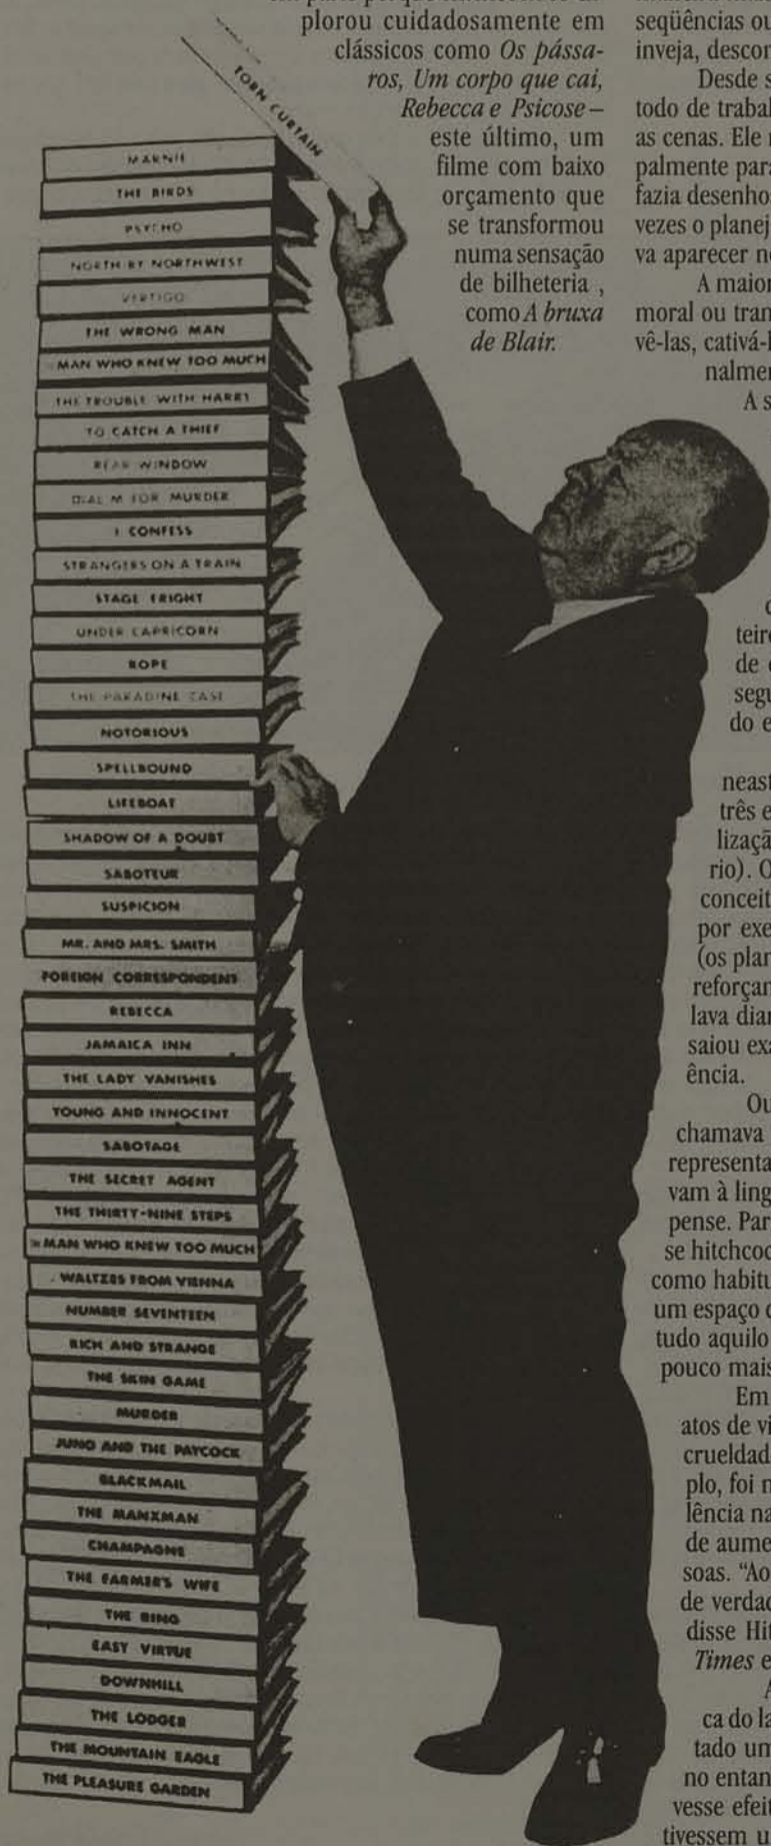 plorou cuidadosamente em
clássicos como Os pássa-
ros, Um corpo que cai,
Rebecca e Psicose –
este último, um
filme com baixo
orçamento que
se transformou
numa sensação
de bilheteria ,
como A bruxa
de Blair.
TORN CURTAIN
MARNIE
THE BIRDS
PSYCHO
NORTH BY NORTHWEST
VERTIGO
THE WRONG MAN
MAN WHO KNEW TOO MUCH
THE TROUBLE WITH HARRY
TO CATCH A THIEF
REAR WINDOW
DIAL M FOR MURDER
I CONFESS
STRANGERS ON A TRAIN
STAGE FRIGHT
UNDER CAPRICORN
ROPE
THE PARADINE CASE
NOTORIOUS
SPELLBOUND
LIFEBOAT
SHADOW OF A DOUBT
SABOTEUR
SUSPICION
MR. AND MRS. SMITH
FOREIGN CORRESPONDENT
REBECCA
JAMAICA INN
THE LADY VANISHES
YOUNG AND INNOCENT
SABOTAGE
THE SECRET AGENT
THE THIRTY-NINE STEPS
MAN WHO KNEW TOO MUCH
WALTZES FROM VIENNA
NUMBER SEVENTEEN
RICH AND STRANGE
THE SKIN GAME
MURDER
JUNO AND THE PAYCOCK
BLACKMAIL
THE MANXMAN
CHAMPAGNE
THE FARMER'S WIFE
THE RING
EASY VIRTUE
DOWNHILL
THE LODGER
THE MOUNTAIN EAGLE
THE PLEASURE GARDEN
seqüências ou
inveja, descon
Desde s
todo de trabal
as cenas. Ele
palmente para
fazia desenho
vezes o planej
va aparecer
A maior
moral ou tran
vê-las, cativá-l
nalmen
A s
teiro
de
segu
do e
neast
três e
lizaçã
rio). O
conceit
por exe
(os plan
reforçan
lava dian
saiou exa
ência.
Ou
chamava
representa
vam à ling
pense. Par
se hitchcoc
como habitu
um espaço
tudo aquilo
pouco mais
Em
atos de vi
crueldad
plo, foi
lência na
de aume
soas. “Ao
de verdad
disse Hit
Times e
A
ca do la
tado um
no entan
vesse efeit
tivessem u